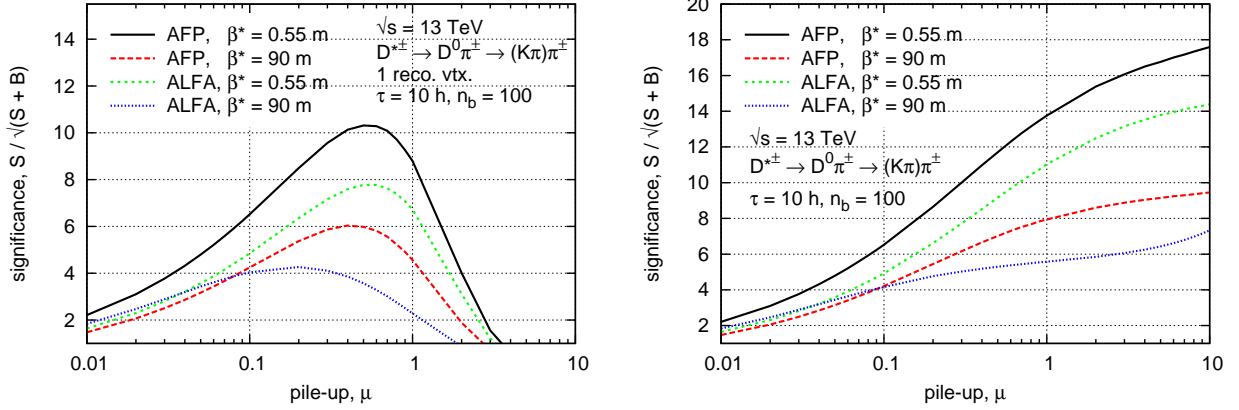 AFP, β* = 0.55 m
AFP, β* = 90 m
ALFA, β* = 0.55 m
ALFA, β* = 90 m
√s = 13 TeV
D*± → D⁰π± → (Kπ)π±
1 reco. vtx.
τ = 10 h, n_b = 100
significance, S / √(S + B)
14
12
10
8
6
4
2
0.01
0.1
1
10
pile-up, μ
AFP, β* = 0.55 m
AFP, β* = 90 m
ALFA, β* = 0.55 m
ALFA, β* = 90 m
√s = 13 TeV
D*± → D⁰π± → (Kπ)π±
τ = 10 h, n_b = 100
significance, S / √(S + B)
20
18
16
14
12
10
8
6
4
2
0.01
0.1
1
10
pile-up, μ